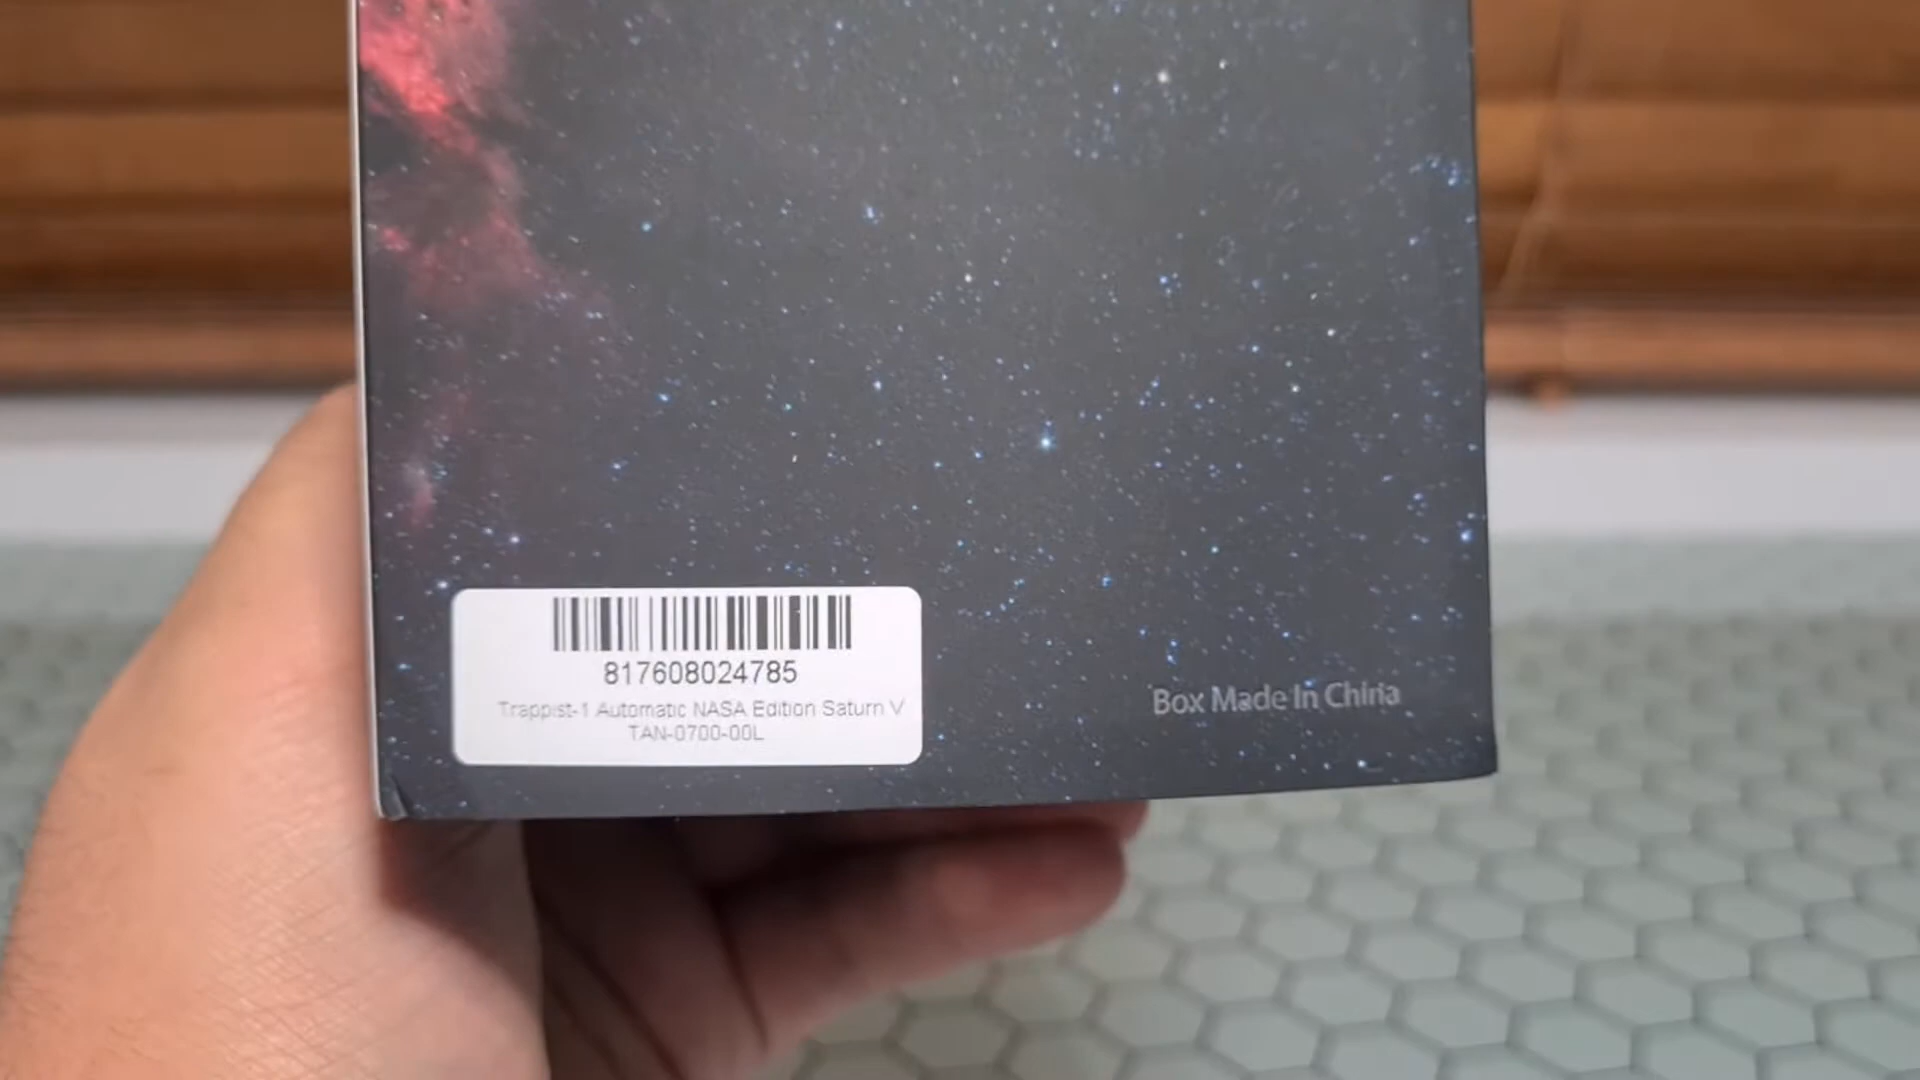 817608024785
Trappist-1 Automatic NASA Edition Saturn V
TAN-0700-00L
Box Made In China